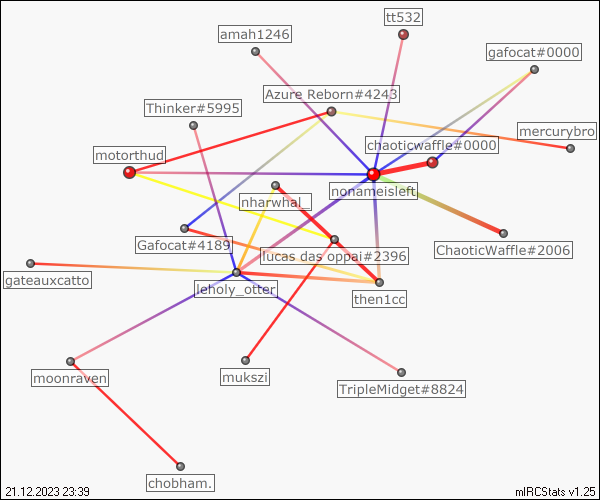 tt532
amah1246
gafocat#0000
Azure Reborn#4243
Thinker#5995
mercurybro
chaoticwaffle#0000
motorthud
nonameisleft
nharwhal_
Gafocat#4189
ChaoticWaffle#2006
lucas das oppai#2396
gateauxcatto
leholy_otter
then1cc
moonraven
mukszi
TripleMidget#8824
chobham.
21.12.2023 23:39
mIRCStats v1.25